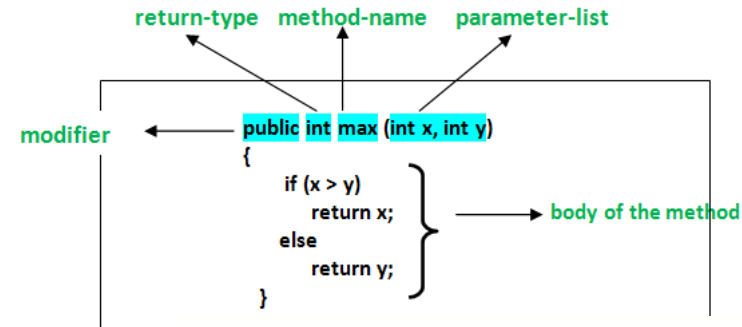 return-type method-name parameter-list
modifier
public int max (int x, int y)
{
if (x > y)
return x;
body of the method
else
return y;
}